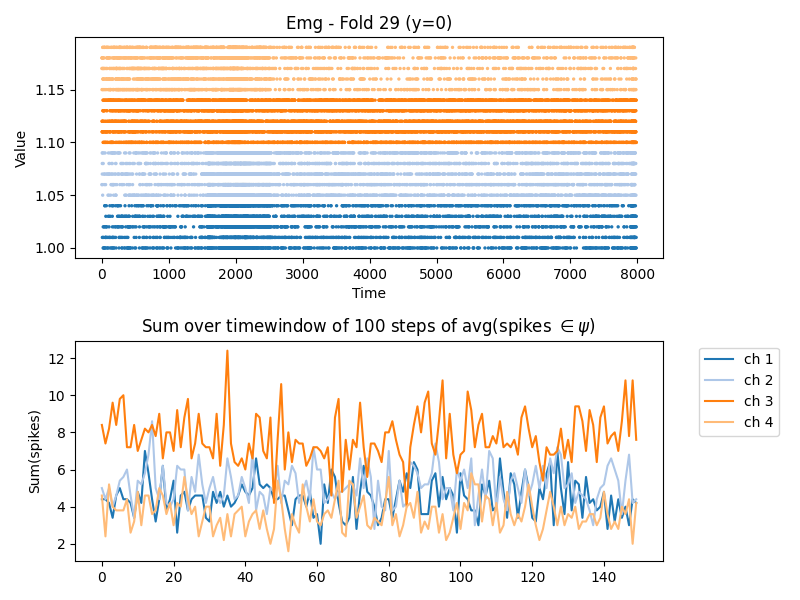 Emg - Fold 29 (y=0)
Value
1.15
1.10
1.05
1.00
0 1000 2000 3000 4000 5000 6000 7000 8000
Time
Sum over timewindow of 100 steps of avg(spikes ∈ψ)
Sum(spikes)
12
10
8
6
4
2
0 20 40 60 80 100 120 140
ch 1
ch 2
ch 3
ch 4